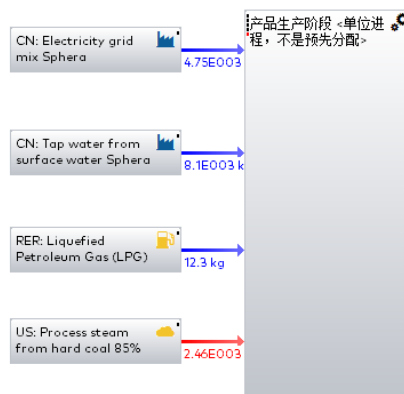 产品生产阶段 <单位进
程，不是预先分配>
CN: Electricity grid
mix Sphera
4.75E003
CN: Tap water from
surface water Sphera
8.1E003 k
RER: Liquefied
Petroleum Gas (LPG)
12.3 kg
US: Process steam
from hard coal 85%
2.46E003